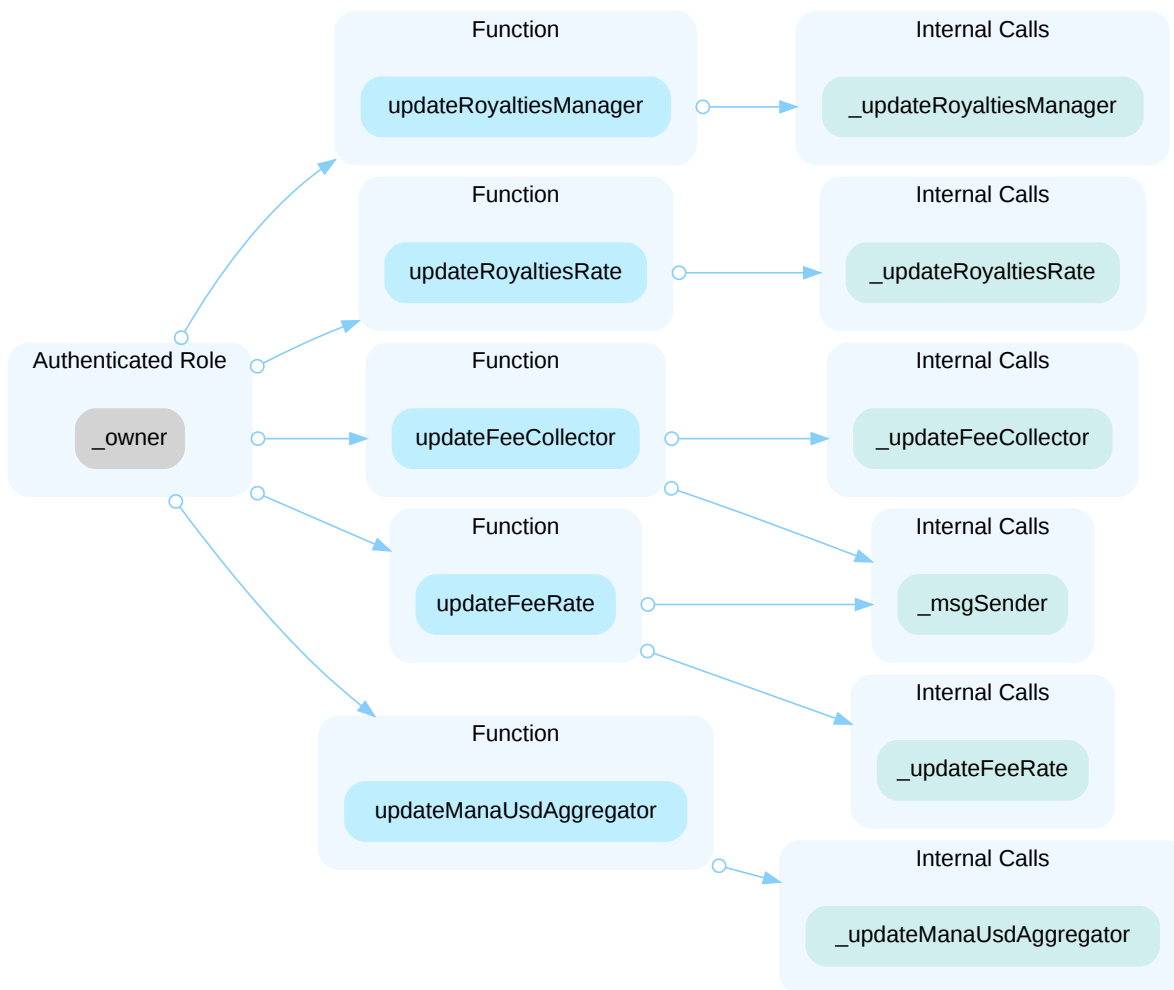 Function
updateRoyaltiesManager
Internal Calls
_updateRoyaltiesManager
Function
updateRoyaltiesRate
Internal Calls
_updateRoyaltiesRate
Authenticated Role
_owner
Function
updateFeeCollector
Internal Calls
_updateFeeCollector
Function
updateFeeRate
Internal Calls
_msgSender
Internal Calls
_updateFeeRate
Function
updateManaUsdAggregator
Internal Calls
_updateManaUsdAggregator